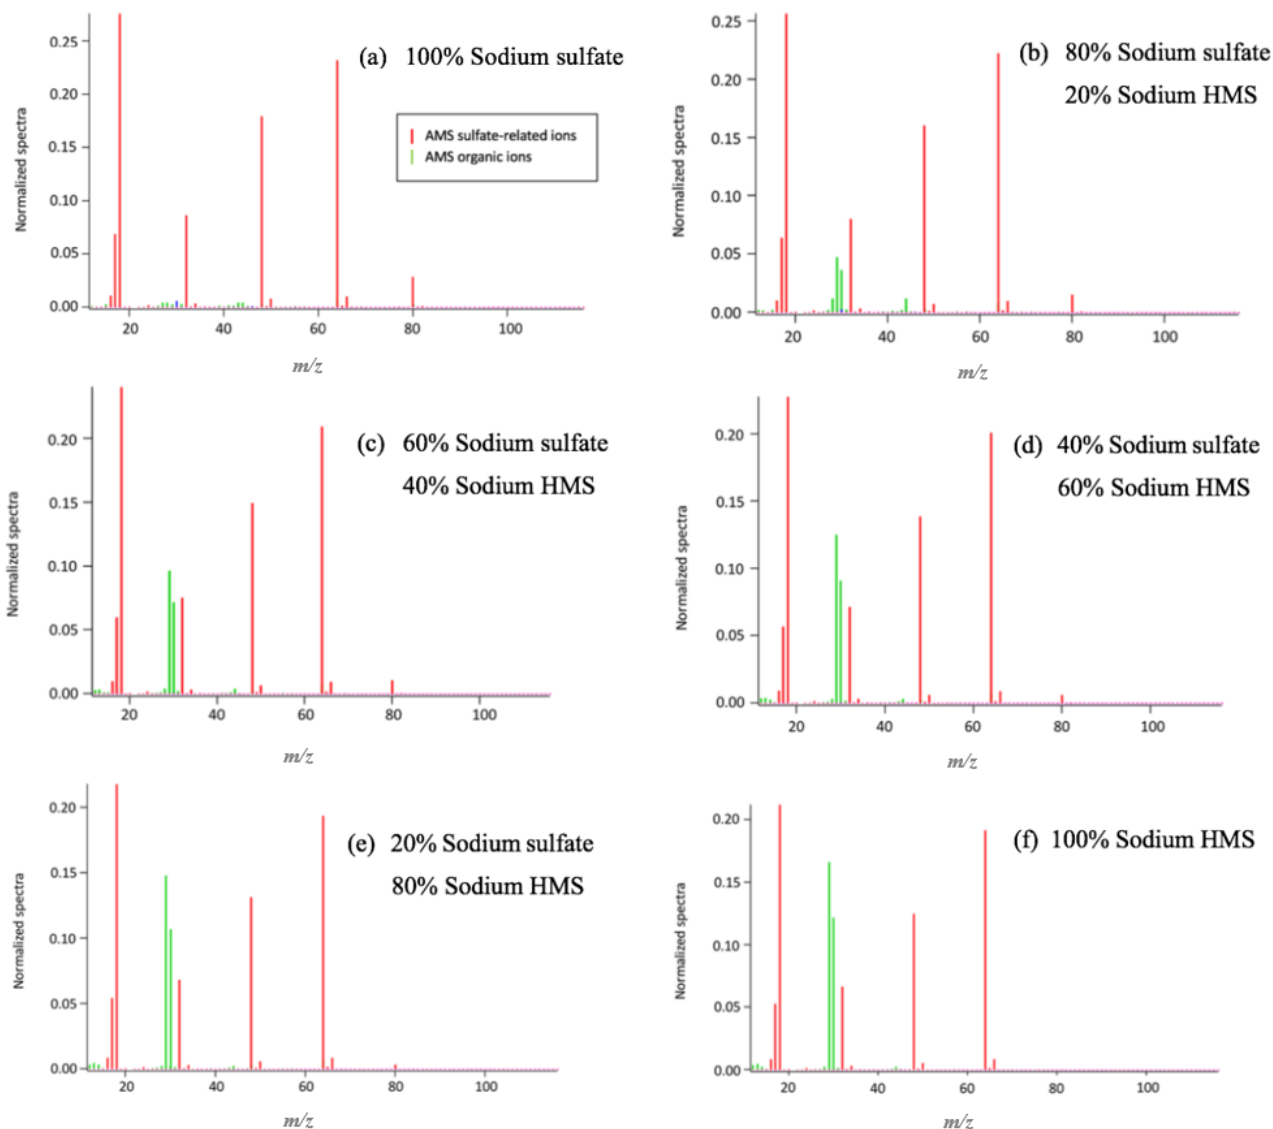 (a) 100% Sodium sulfate
AMS sulfate-related ions
AMS organic ions
Normalized spectra
0.25
0.20
0.15
0.10
0.05
0.00
20 40 60 80 100
m/z
(b) 80% Sodium sulfate
20% Sodium HMS
Normalized spectra
0.25
0.20
0.15
0.10
0.05
0.00
20 40 60 80 100
m/z
(c) 60% Sodium sulfate
40% Sodium HMS
Normalized spectra
0.20
0.15
0.10
0.05
0.00
20 40 60 80 100
m/z
(d) 40% Sodium sulfate
60% Sodium HMS
Normalized spectra
0.20
0.15
0.10
0.05
0.00
20 40 60 80 100
m/z
(e) 20% Sodium sulfate
80% Sodium HMS
Normalized spectra
0.20
0.15
0.10
0.05
0.00
20 40 60 80 100
m/z
(f) 100% Sodium HMS
Normalized spectra
0.20
0.15
0.10
0.05
0.00
20 40 60 80 100
m/z